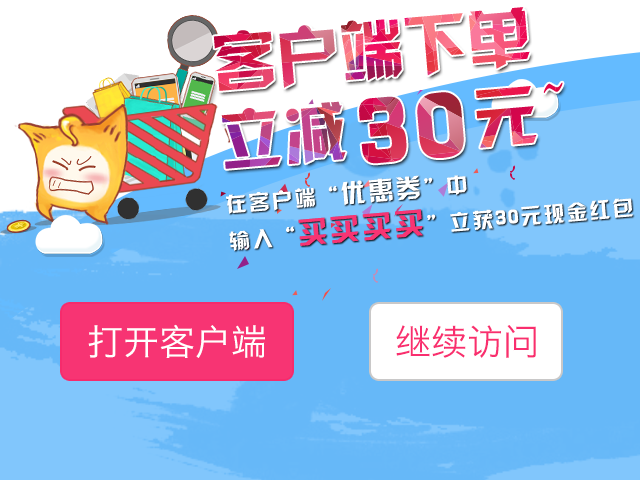 客户端下单
立减30元~
在客户端“优惠券”中
输入“买买买买”立获30元现金红包
打开客户端
继续访问